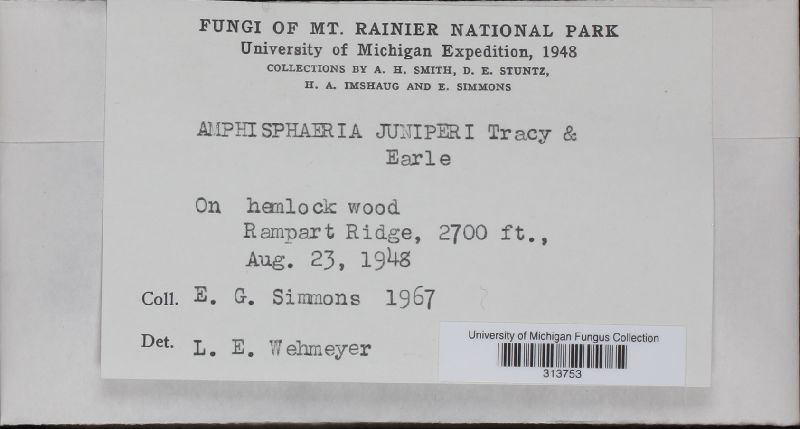 FUNGI OF MT. RAINIER NATIONAL PARK
University of Michigan Expedition, 1948
COLLECTIONS BY A. H. SMITH, D. E. STUNTZ,
H. A. IMSHAUG AND E. SIMMONS
AMPHISPHAERIA JUNIPERI Tracy &
Earle
On hemlock wood
Rampart Ridge, 2700 ft.,
Aug. 23, 1948
Coll. E. G. Simmons 1967
Det. L. E. Wehmeyer
University of Michigan Fungus Collection
313753